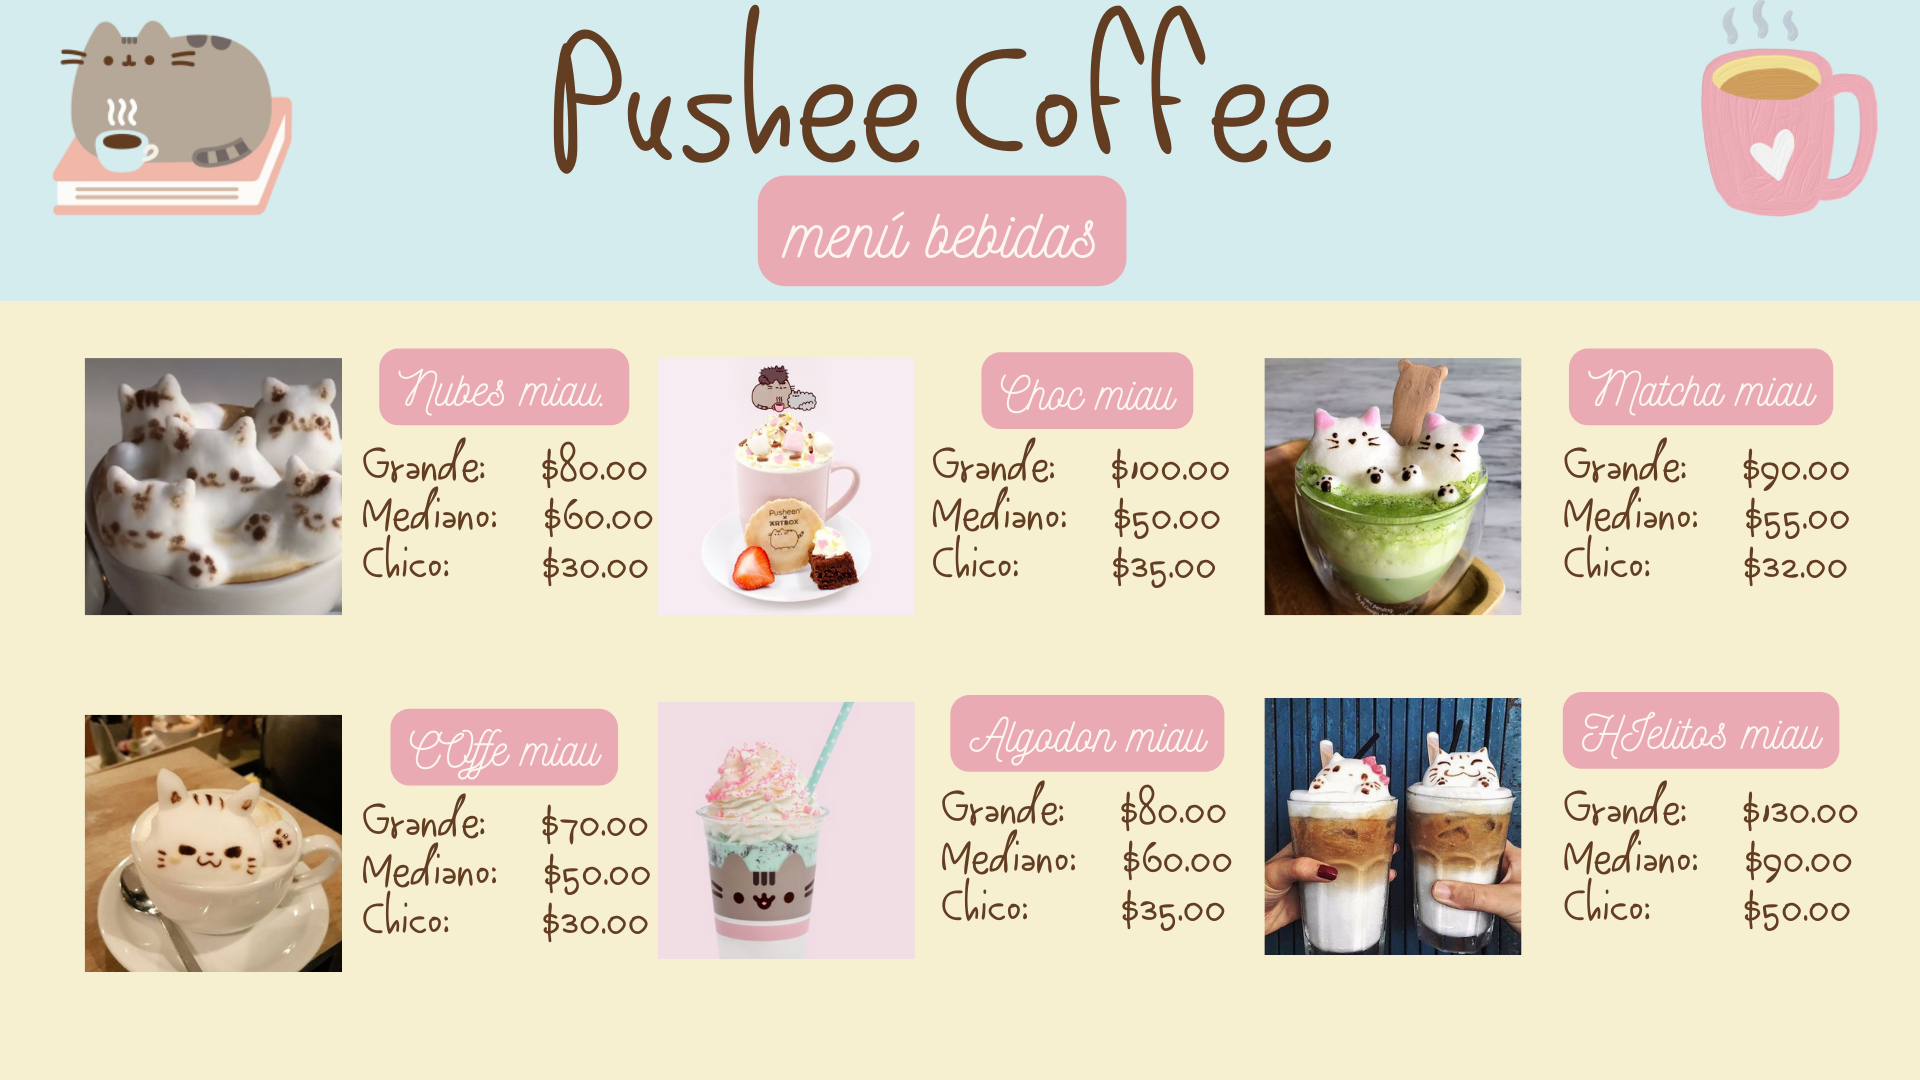 Pushee Coffee
menú bebidas
Nubes miau.
Grande: $80.00
Mediano: $60.00
Chico: $30.00
Pusheen
x
ARTBOX
Choc miau
Grande: $100.00
Mediano: $50.00
Chico: $35.00
Matcha miau
Grande: $90.00
Mediano: $55.00
Chico: $32.00
COffe miau
Grande: $70.00
Mediano: $50.00
Chico: $30.00
Algodon miau
Grande: $80.00
Mediano: $60.00
Chico: $35.00
HIelitos miau
Grande: $130.00
Mediano: $90.00
Chico: $50.00